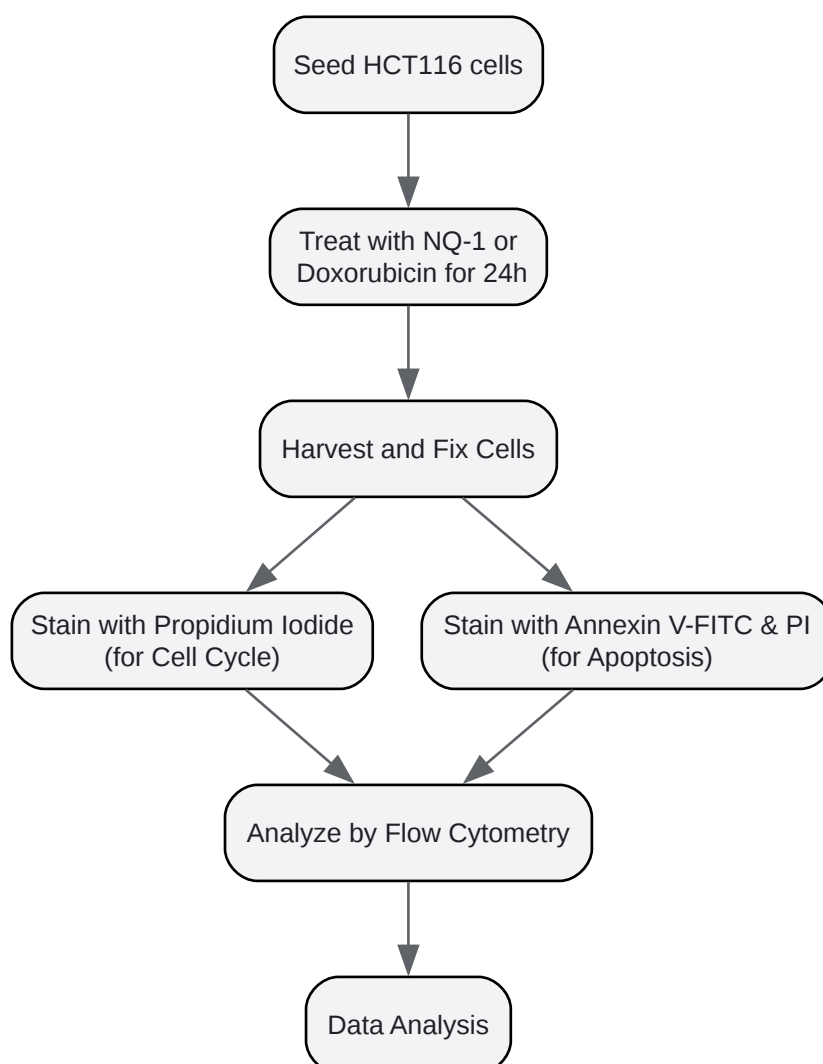 Seed HCT116 cells
Treat with NQ-1 or
Doxorubicin for 24h
Harvest and Fix Cells
Stain with Propidium Iodide
(for Cell Cycle)
Stain with Annexin V-FITC & PI
(for Apoptosis)
Analyze by Flow Cytometry
Data Analysis